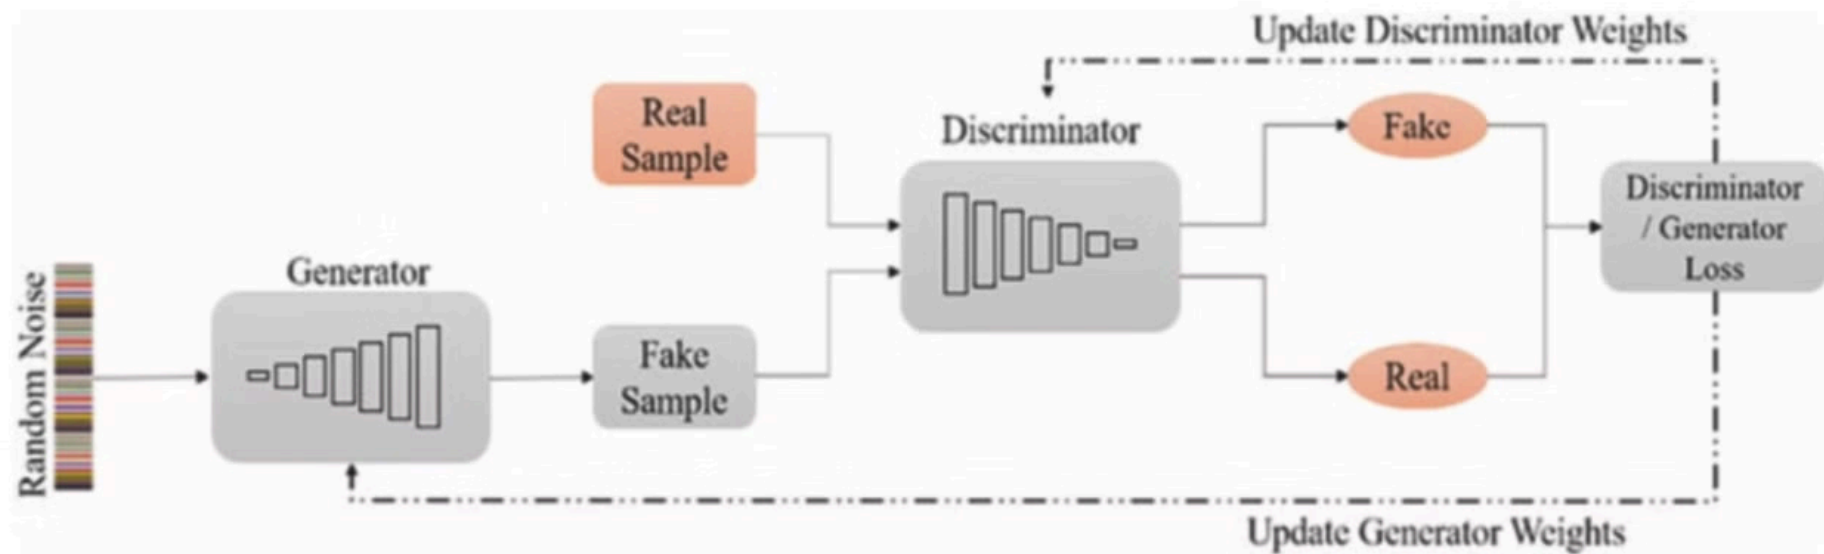 Update Discriminator Weights
Real
Sample
Discriminator
Fake
Discriminator
/ Generator
Loss
Generator
Random Noise
Fake
Sample
Real
Update Generator Weights